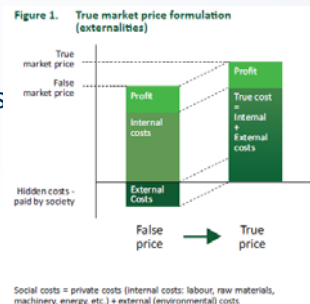 Figure 1. True market price formulation
(externalities)
True
market price
False
market price
Profit
Internal
costs
External
Costs
Hidden costs -
paid by society
Profit
True cost
=
Internal
+
External
costs
False
price
True
price
Social costs = private costs (internal costs: labour, raw materials,
machinery, energy, etc.) + external (environmental) costs